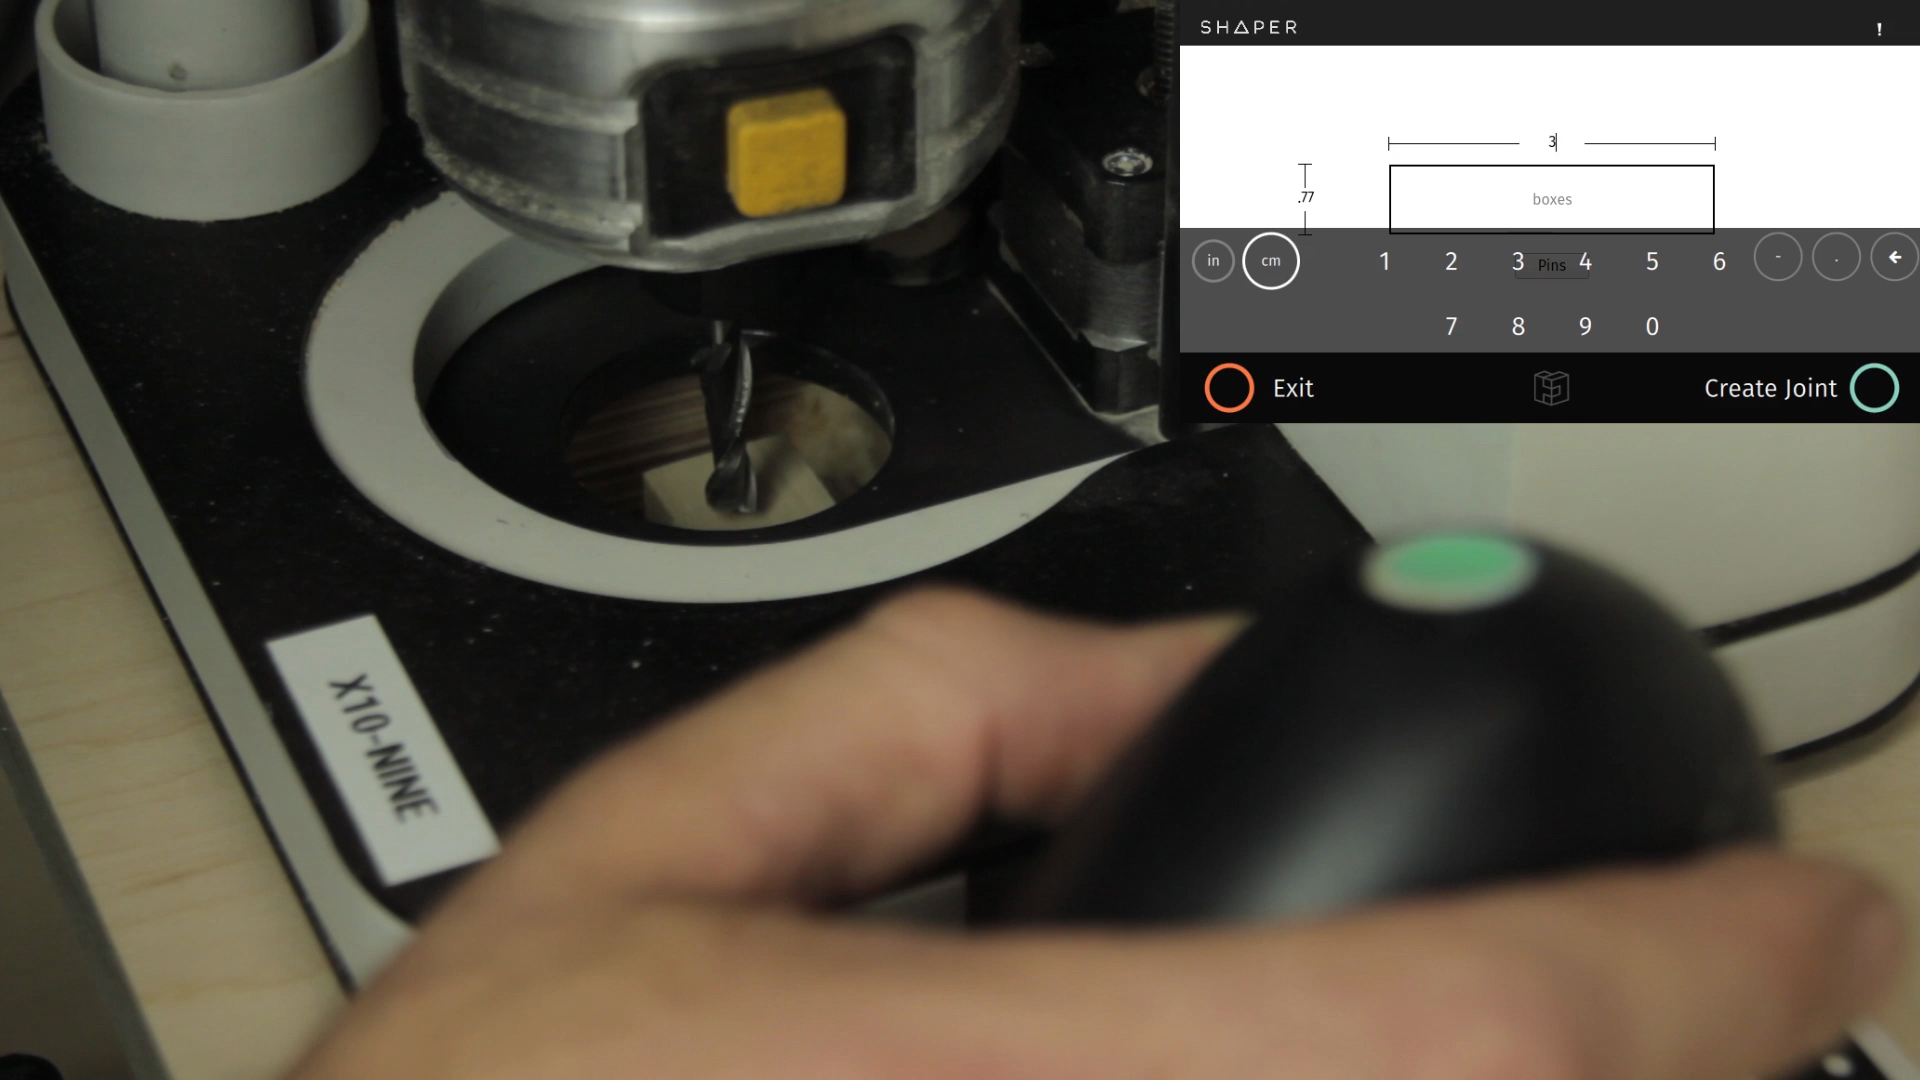 SHAPER
!
3
.77
boxes
in cm 1 2 3 Pins 4 5 6 - .
7 8 9 0
Exit
Create Joint
X10-NINE